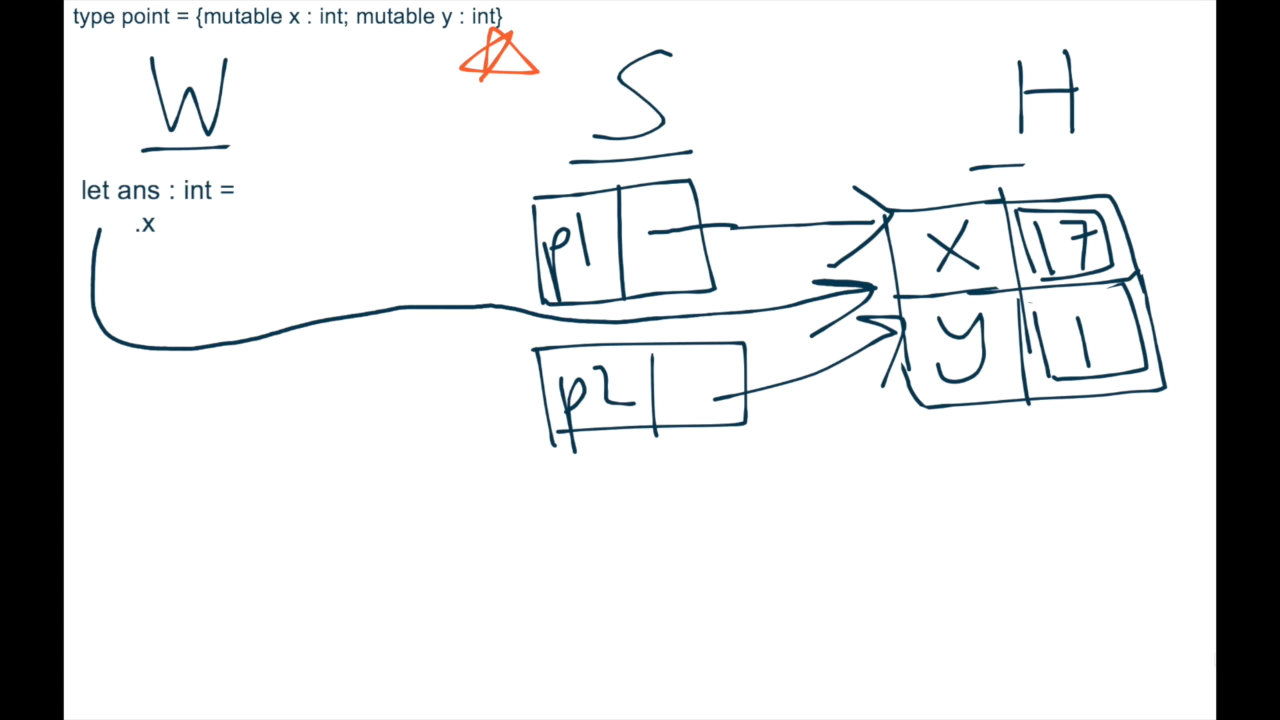 type point = {mutable x : int; mutable y : int}
W S H
let ans : int =
.x
p1
x 17
y 1
p2